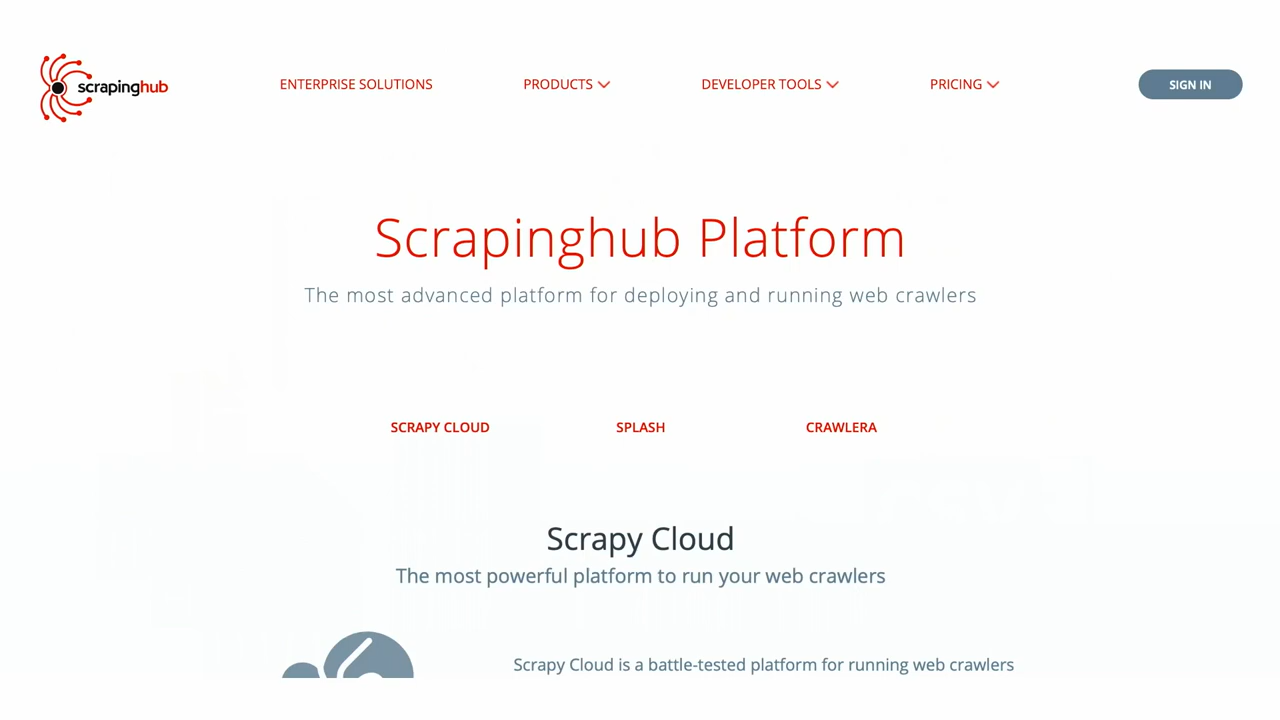 scrapinghub
ENTERPRISE SOLUTIONS
PRODUCTS
DEVELOPER TOOLS
PRICING
SIGN IN
Scrapinghub Platform
The most advanced platform for deploying and running web crawlers
SCRAPY CLOUD
SPLASH
CRAWLERA
Scrapy Cloud
The most powerful platform to run your web crawlers
Scrapy Cloud is a battle-tested platform for running web crawlers